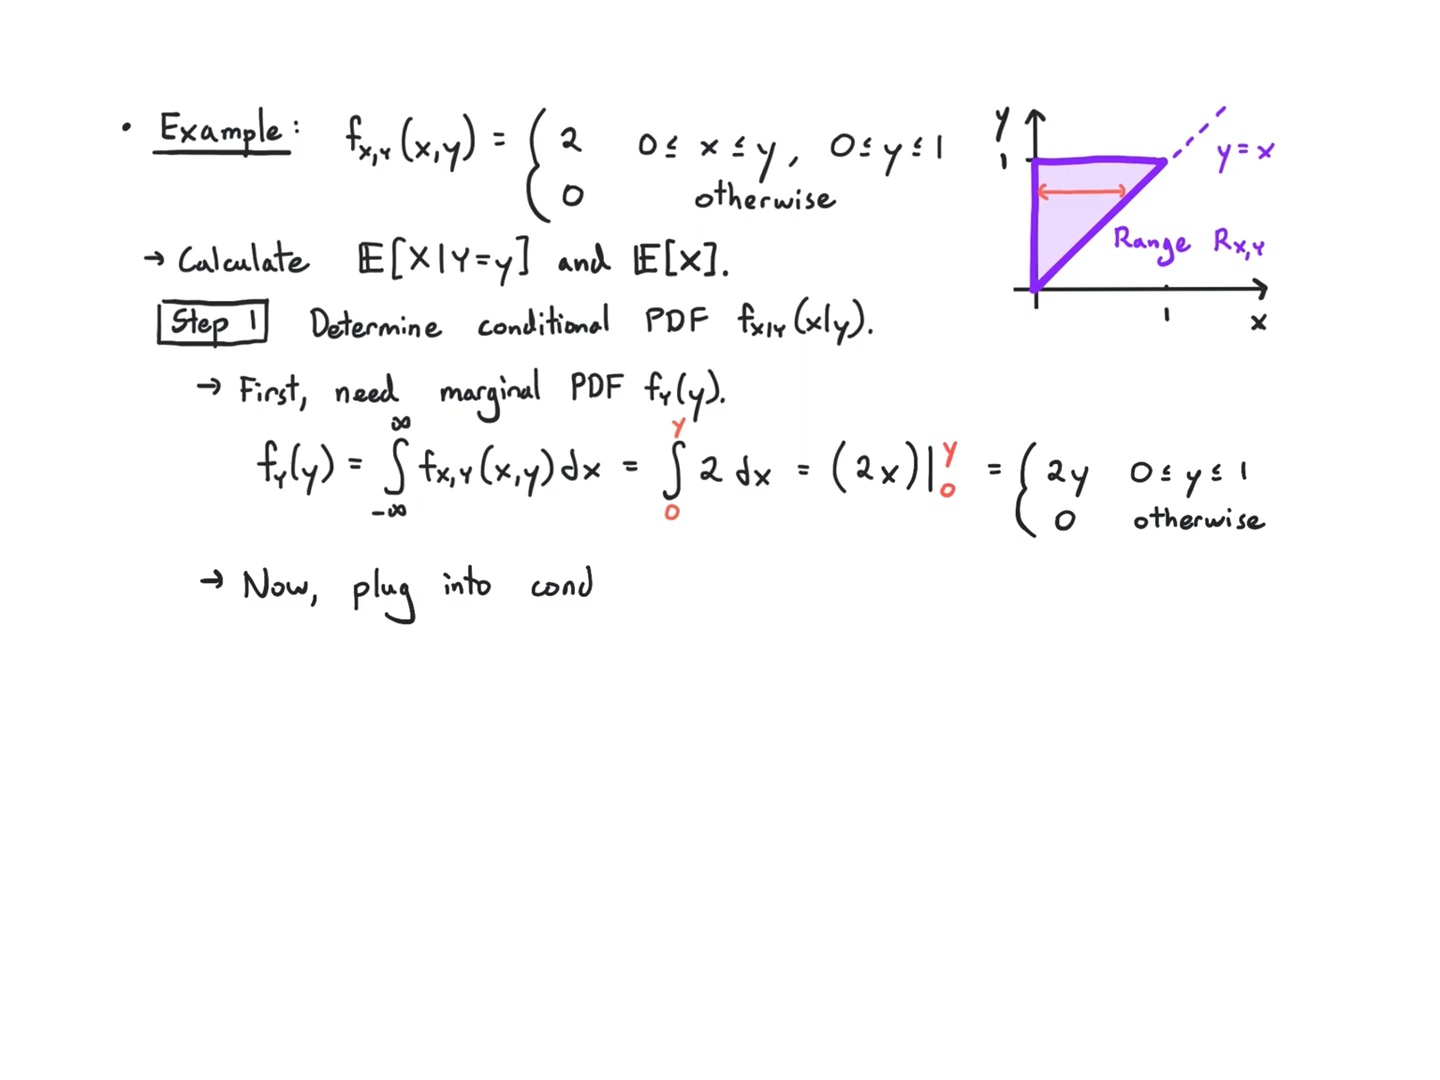 • Example: f_{X,Y}(x,y) = { 2 0 ≤ x ≤ y, 0 ≤ y ≤ 1
0 otherwise
→ Calculate 𝔼[X|Y=y] and 𝔼[X].
Step 1 Determine conditional PDF f_{X|Y}(x|y).
→ First, need marginal PDF f_Y(y).
f_Y(y) = ∫_{-∞}^{∞} f_{X,Y}(x,y) dx = ∫_0^y 2 dx = (2x)|_0^y = { 2y 0 ≤ y ≤ 1
0 otherwise
→ Now, plug into cond
y
1
y = x
Range R_{X,Y}
1
x